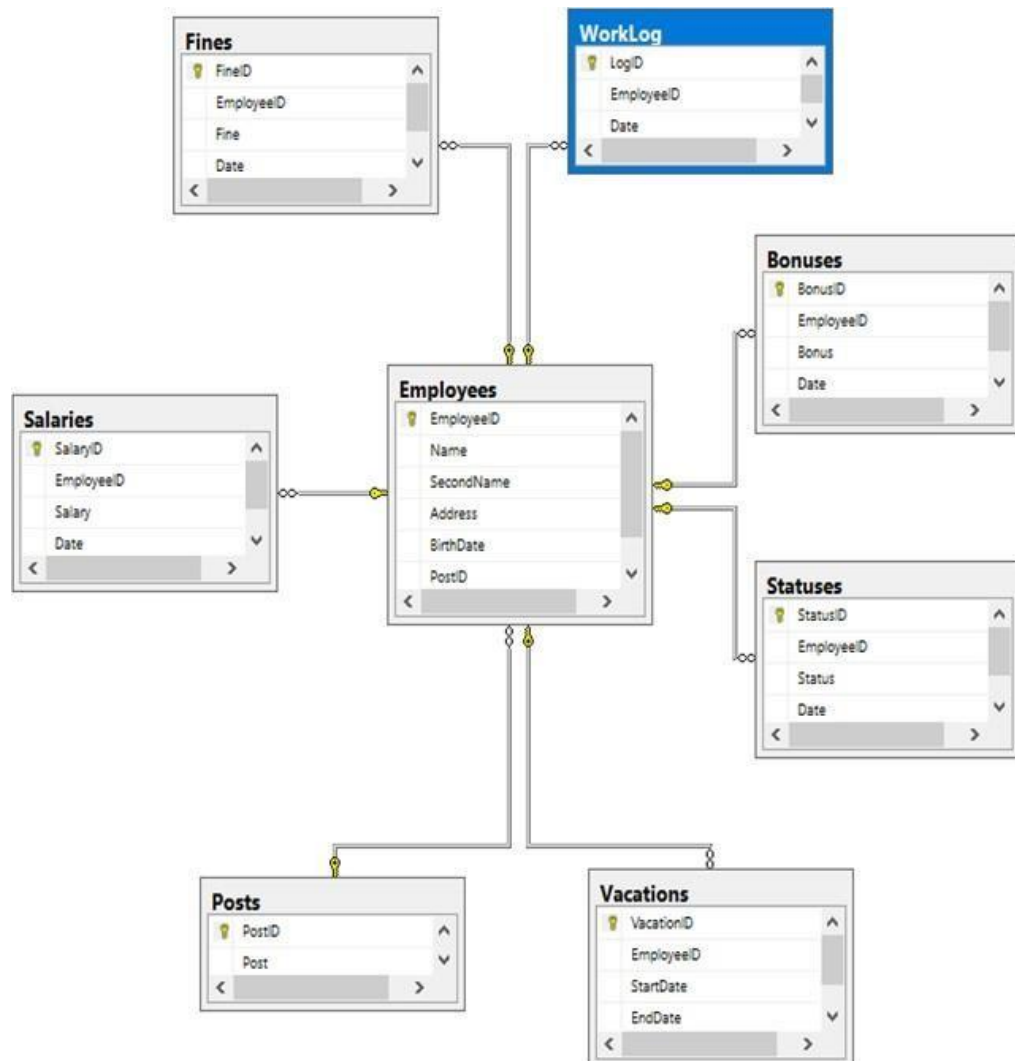 Fines
FineID
EmployeeID
Fine
Date
WorkLog
LogID
EmployeeID
Date
Bonuses
BonusID
EmployeeID
Bonus
Date
Salaries
SalaryID
EmployeeID
Salary
Date
Employees
EmployeeID
Name
SecondName
Address
BirthDate
PostID
Statuses
StatusID
EmployeeID
Status
Date
Posts
PostID
Post
Vacations
VacationID
EmployeeID
StartDate
EndDate